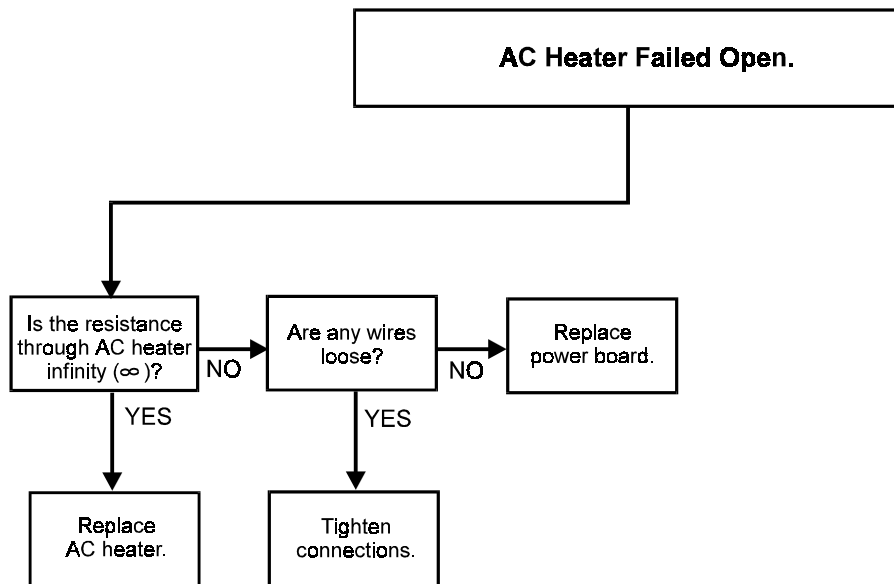 AC Heater Failed Open.
Is the resistance
through AC heater
infinity (∞)?
NO
Are any wires
loose?
NO
Replace
power board.
YES
YES
Replace
AC heater.
Tighten
connections.